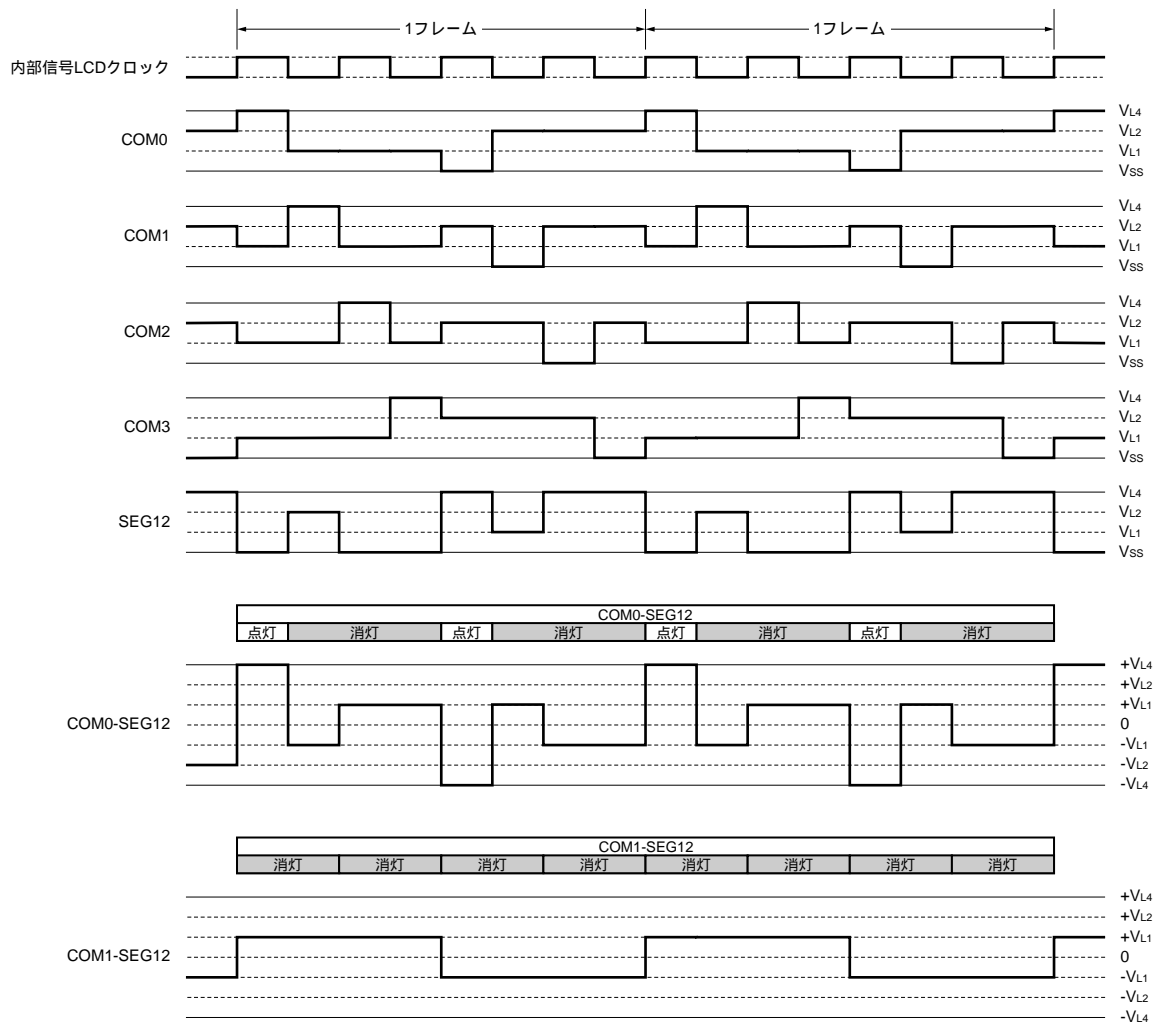 1フレーム 1フレーム
内部信号LCDクロック
COM0
VL4
VL2
VL1
VSS
COM1
VL4
VL2
VL1
VSS
COM2
VL4
VL2
VL1
VSS
COM3
VL4
VL2
VL1
VSS
SEG12
VL4
VL2
VL1
VSS
COM0-SEG12
点灯 消灯 点灯 消灯 点灯 消灯 点灯 消灯
COM0-SEG12
+VL4
+VL2
+VL1
0
-VL1
-VL2
-VL4
COM1-SEG12
消灯 消灯 消灯 消灯 消灯 消灯 消灯 消灯
COM1-SEG12
+VL4
+VL2
+VL1
0
-VL1
-VL2
-VL4